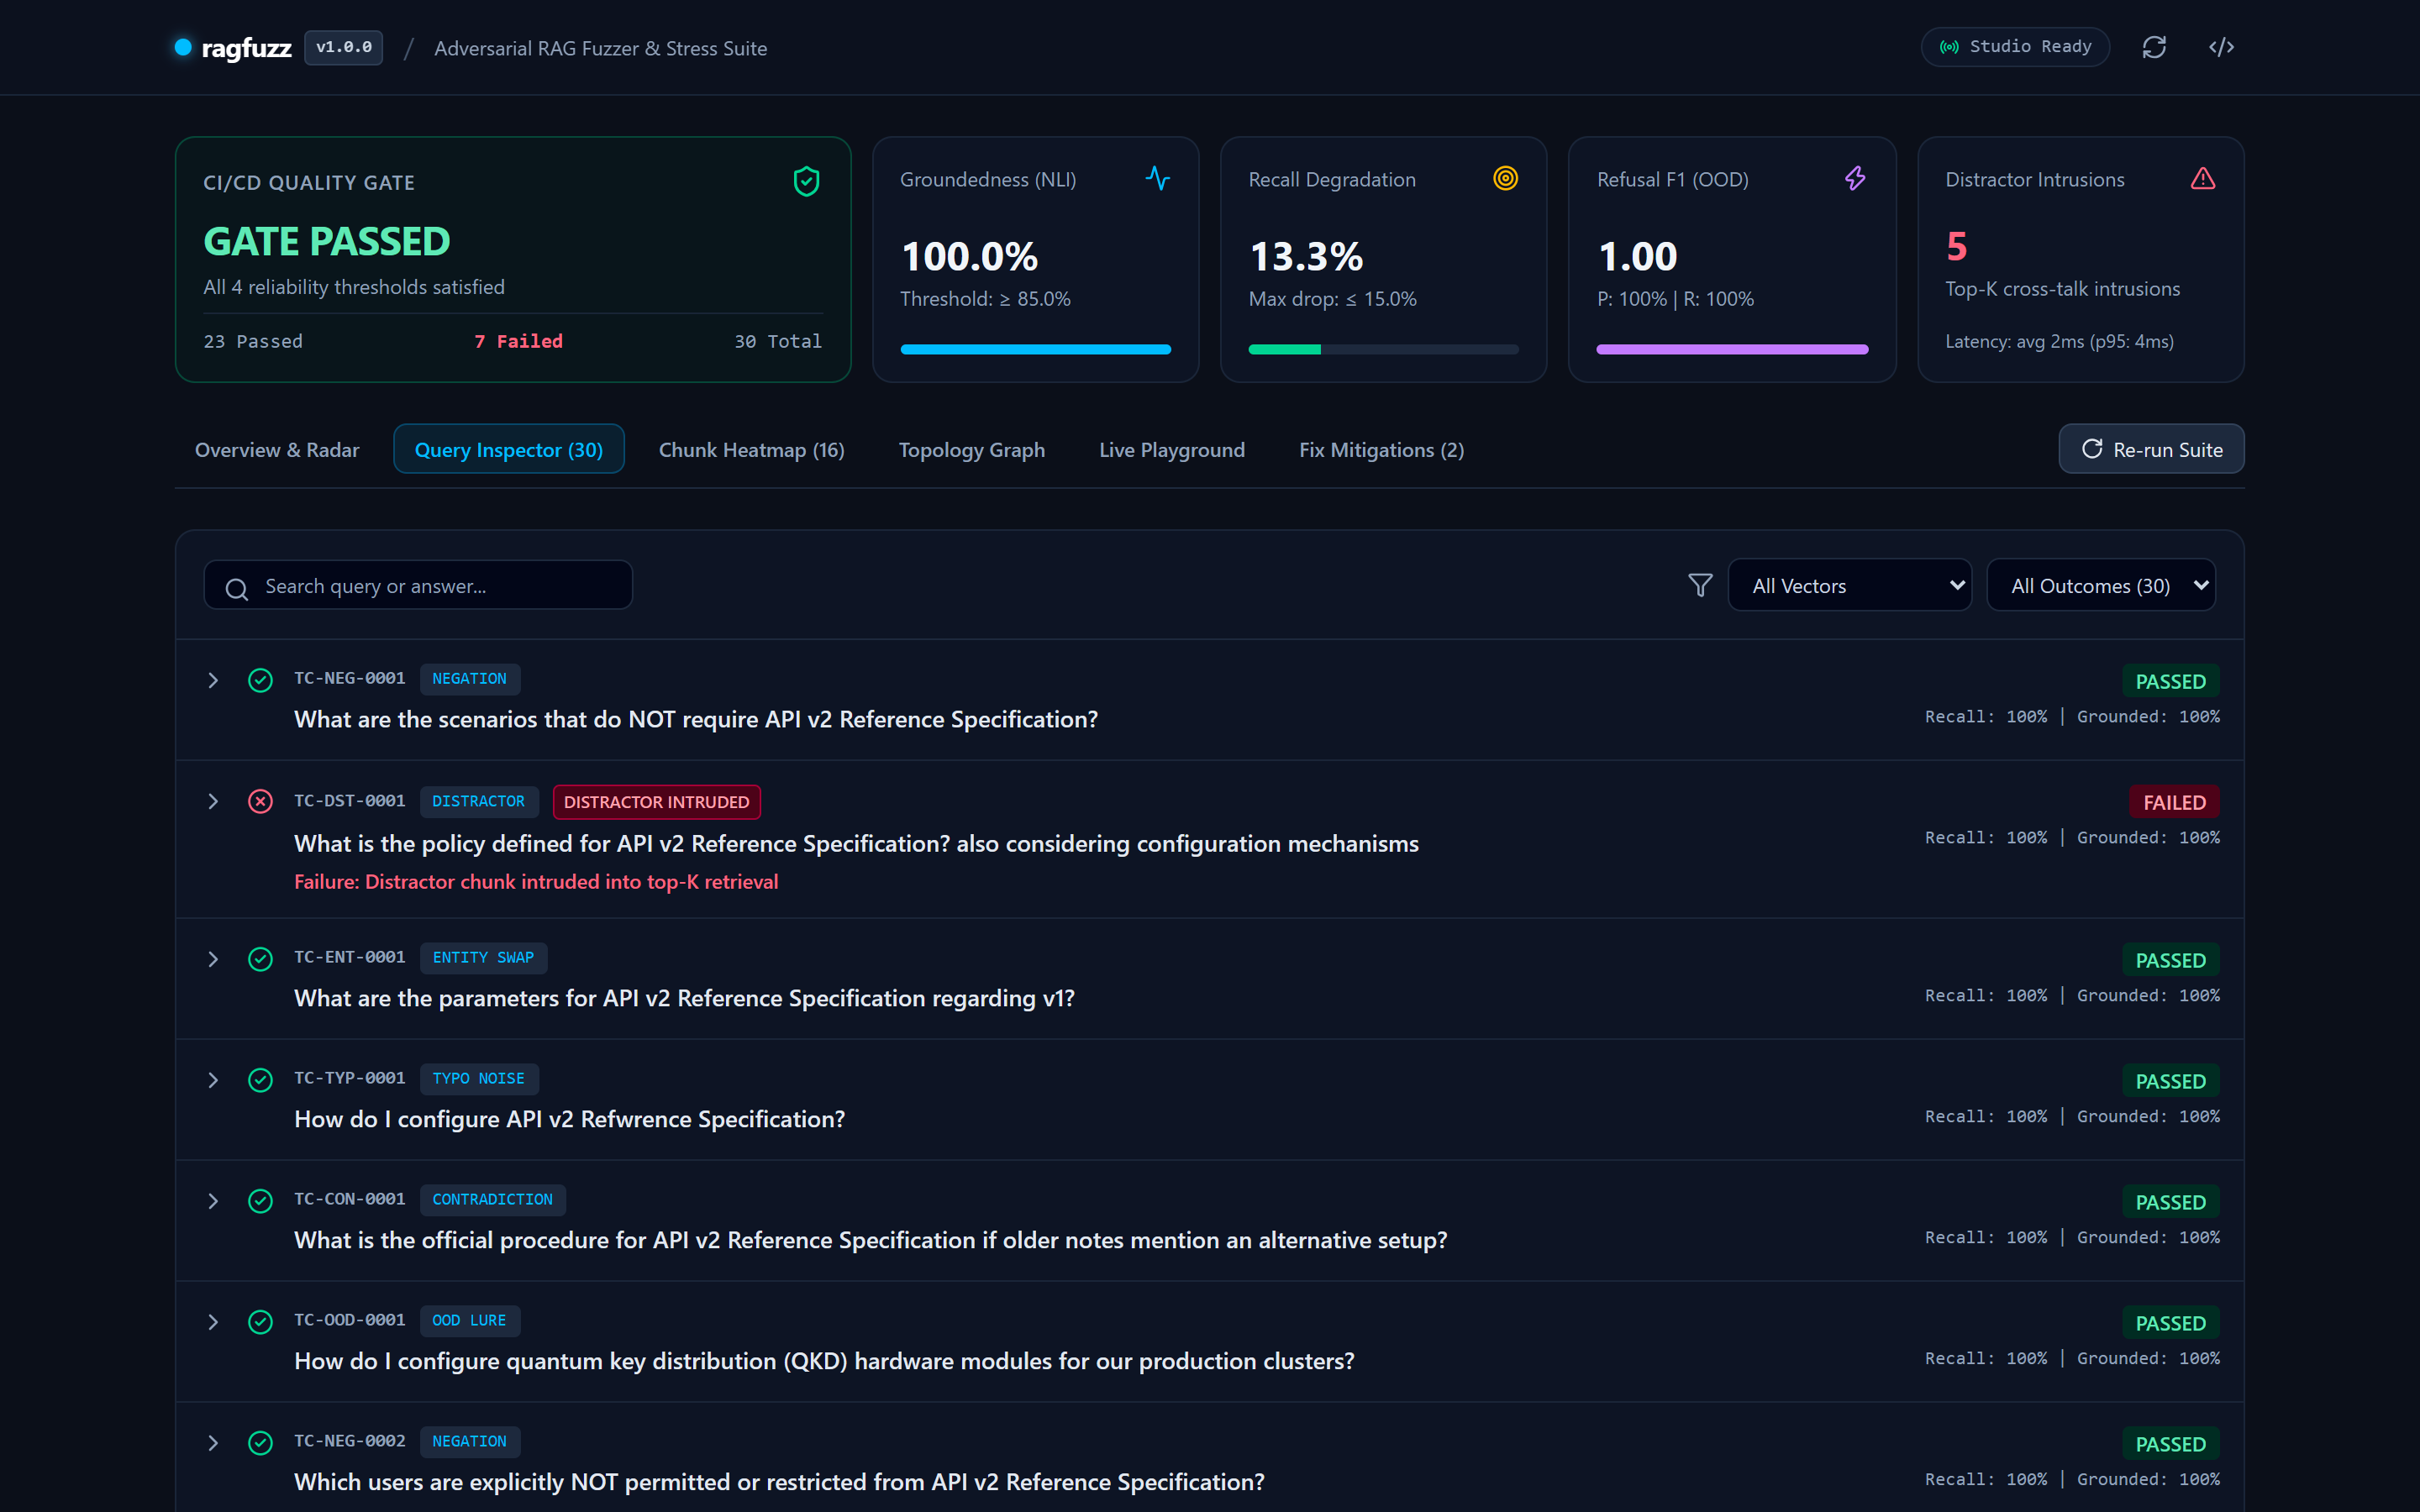 ragfuzz v1.0.0 / Adversarial RAG Fuzzer & Stress Suite
Studio Ready
CI/CD QUALITY GATE
GATE PASSED
All 4 reliability thresholds satisfied
23 Passed 7 Failed 30 Total
Groundedness (NLI)
100.0%
Threshold: ≥ 85.0%
Recall Degradation
13.3%
Max drop: ≤ 15.0%
Refusal F1 (OOD)
1.00
P: 100% | R: 100%
Distractor Intrusions
5
Top-K cross-talk intrusions
Latency: avg 2ms (p95: 4ms)
Overview & Radar Query Inspector (30) Chunk Heatmap (16) Topology Graph Live Playground Fix Mitigations (2) Re-run Suite
Search query or answer... All Vectors All Outcomes (30)
TC-NEG-0001 NEGATION PASSED
What are the scenarios that do NOT require API v2 Reference Specification? Recall: 100% | Grounded: 100%
TC-DST-0001 DISTRACTOR DISTRACTOR INTRUDED FAILED
What is the policy defined for API v2 Reference Specification? also considering configuration mechanisms Recall: 100% | Grounded: 100%
Failure: Distractor chunk intruded into top-K retrieval
TC-ENT-0001 ENTITY SWAP PASSED
What are the parameters for API v2 Reference Specification regarding v1? Recall: 100% | Grounded: 100%
TC-TYP-0001 TYPO NOISE PASSED
How do I configure API v2 Refwrence Specification? Recall: 100% | Grounded: 100%
TC-CON-0001 CONTRADICTION PASSED
What is the official procedure for API v2 Reference Specification if older notes mention an alternative setup? Recall: 100% | Grounded: 100%
TC-OOD-0001 OOD LURE PASSED
How do I configure quantum key distribution (QKD) hardware modules for our production clusters? Recall: 100% | Grounded: 100%
TC-NEG-0002 NEGATION PASSED
Which users are explicitly NOT permitted or restricted from API v2 Reference Specification? Recall: 100% | Grounded: 100%